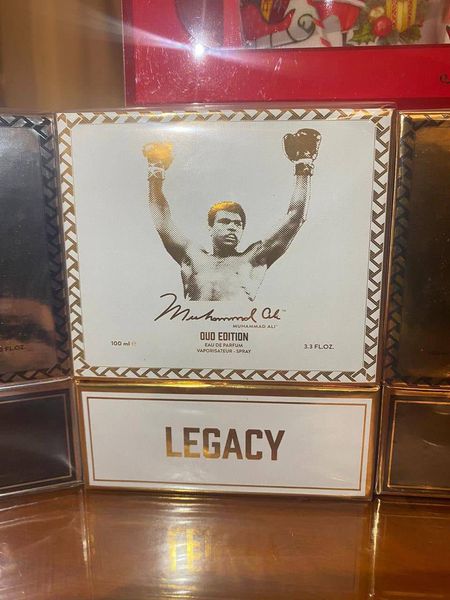 Muhammad Ali
MUHAMMAD ALI™
OUD EDITION
EAU DE PARFUM
VAPORISATEUR - SPRAY
100 ml ℮
3.3 FL.OZ.
LEGACY
FL.OZ.